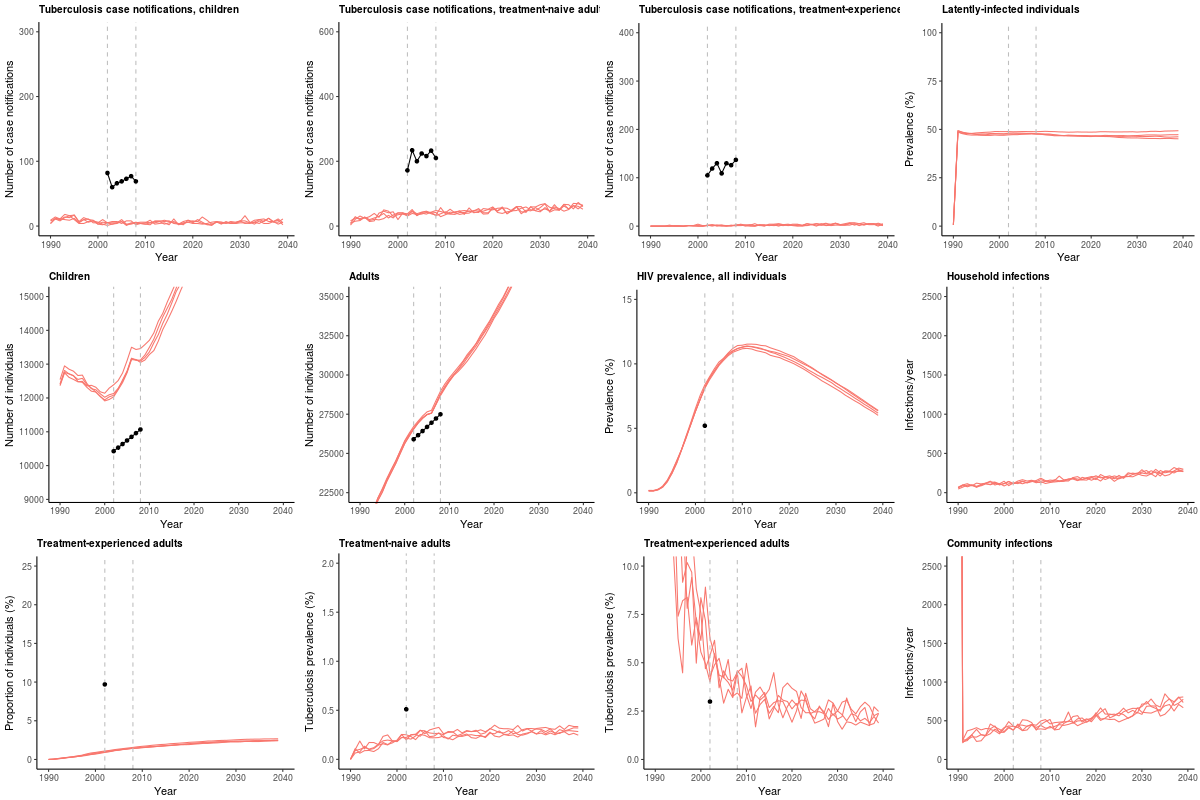 Tuberculosis case notifications, children
Number of case notifications
300
200
100
0
1990 2000 2010 2020 2030 2040
Year
Tuberculosis case notifications, treatment-naive adul
Number of case notifications
600
400
200
0
1990 2000 2010 2020 2030 2040
Year
Tuberculosis case notifications, treatment-experience
Number of case notifications
400
300
200
100
0
1990 2000 2010 2020 2030 2040
Year
Latently-infected individuals
Prevalence (%)
100
75
50
25
0
1990 2000 2010 2020 2030 2040
Year
Children
Number of individuals
15000
14000
13000
12000
11000
10000
9000
1990 2000 2010 2020 2030 2040
Year
Adults
Number of individuals
35000
32500
30000
27500
25000
22500
1990 2000 2010 2020 2030 2040
Year
HIV prevalence, all individuals
Prevalence (%)
15
10
5
0
1990 2000 2010 2020 2030 2040
Year
Household infections
Infections/year
2500
2000
1500
1000
500
0
1990 2000 2010 2020 2030 2040
Year
Treatment-experienced adults
Proportion of individuals (%)
25
20
15
10
5
0
1990 2000 2010 2020 2030 2040
Year
Treatment-naive adults
Tuberculosis prevalence (%)
2.0
1.5
1.0
0.5
0.0
1990 2000 2010 2020 2030 2040
Year
Treatment-experienced adults
Tuberculosis prevalence (%)
10.0
7.5
5.0
2.5
0.0
1990 2000 2010 2020 2030 2040
Year
Community infections
Infections/year
2500
2000
1500
1000
500
0
1990 2000 2010 2020 2030 2040
Year